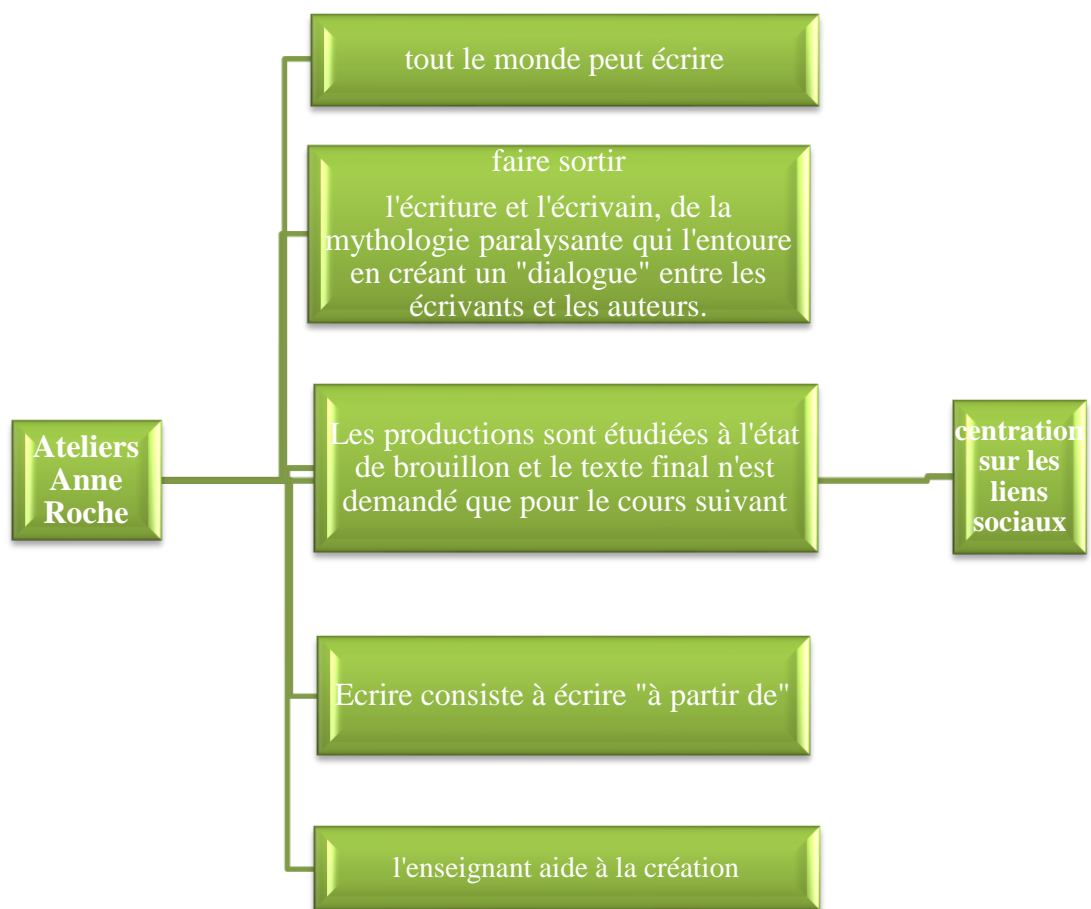 tout le monde peut écrire
faire sortir
l'écriture et l'écrivain, de la
mythologie paralysante qui l'entoure
en créant un "dialogue" entre les
écrivants et les auteurs.
Ateliers
Anne
Roche
Les productions sont étudiées à l'état
de brouillon et le texte final n'est
demandé que pour le cours suivant
centration
sur les
liens
sociaux
Ecrire consiste à écrire "à partir de"
l'enseignant aide à la création